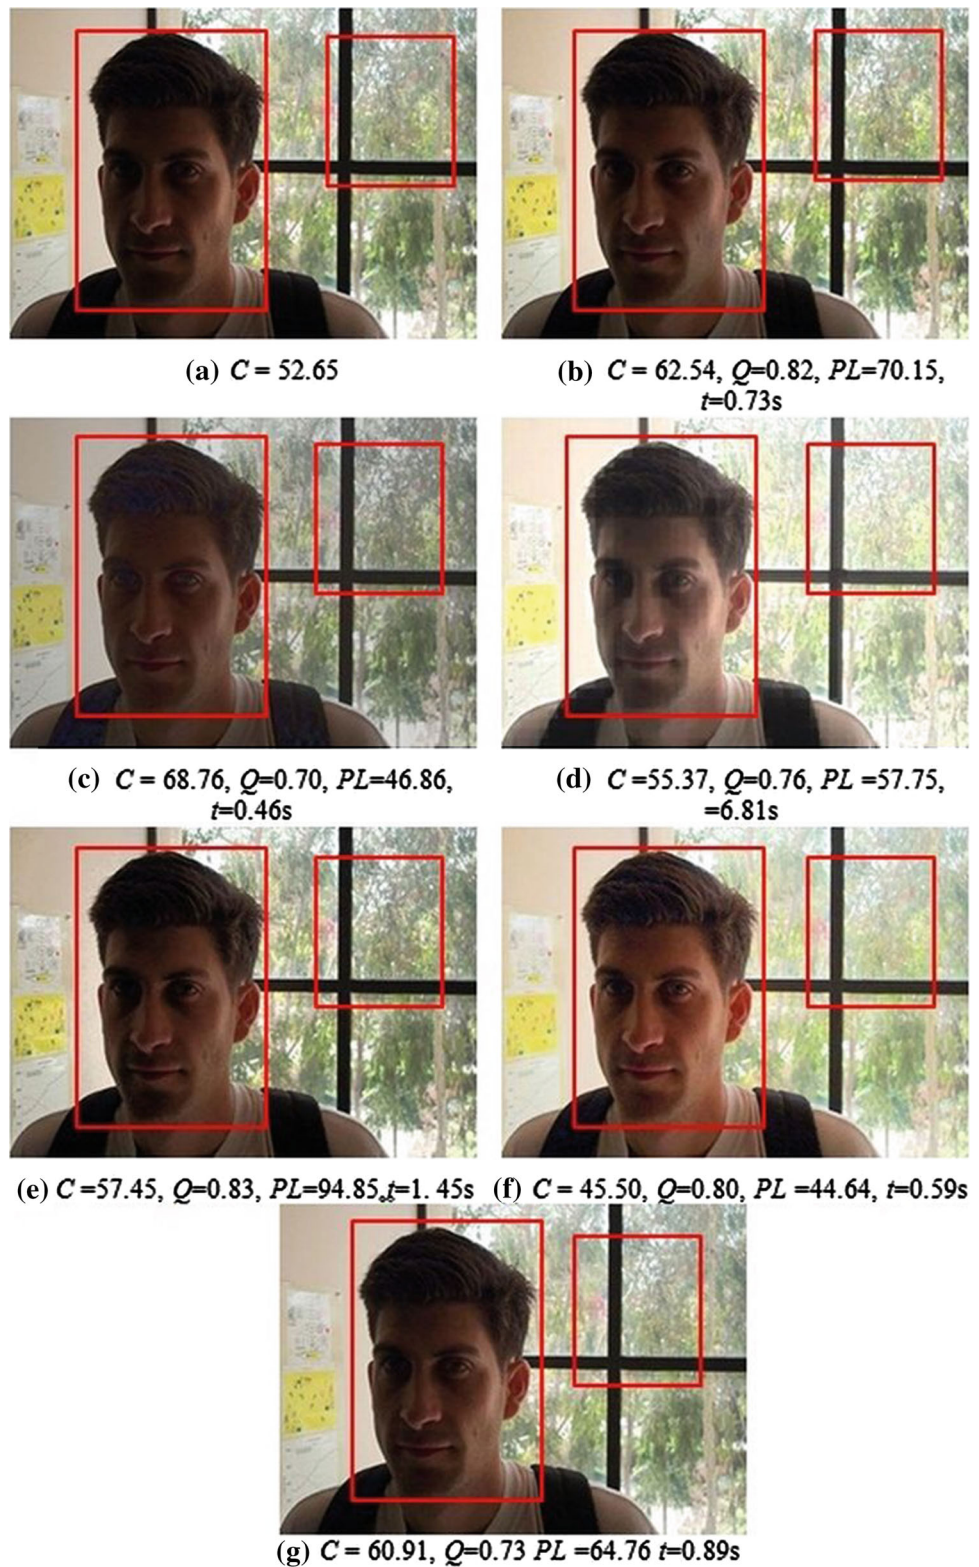 (a) C = 52.65
(b) C = 62.54, Q=0.82, PL=70.15,
t=0.73s
(c) C = 68.76, Q=0.70, PL=46.86,
t=0.46s
(d) C =55.37, Q=0.76, PL =57.75,
=6.81s
(e) C =57.45, Q=0.83, PL=94.85, t=1. 45s
(f) C = 45.50, Q=0.80, PL =44.64, t=0.59s
(g) C = 60.91, Q=0.73 PL =64.76 t=0.89s